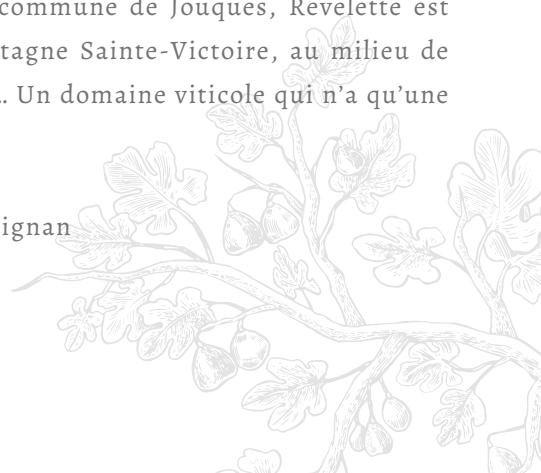 commune de Jouques, Revelette est
tagne Sainte-Victoire, au milieu de
.. Un domaine viticole qui n’a qu’une
ignan